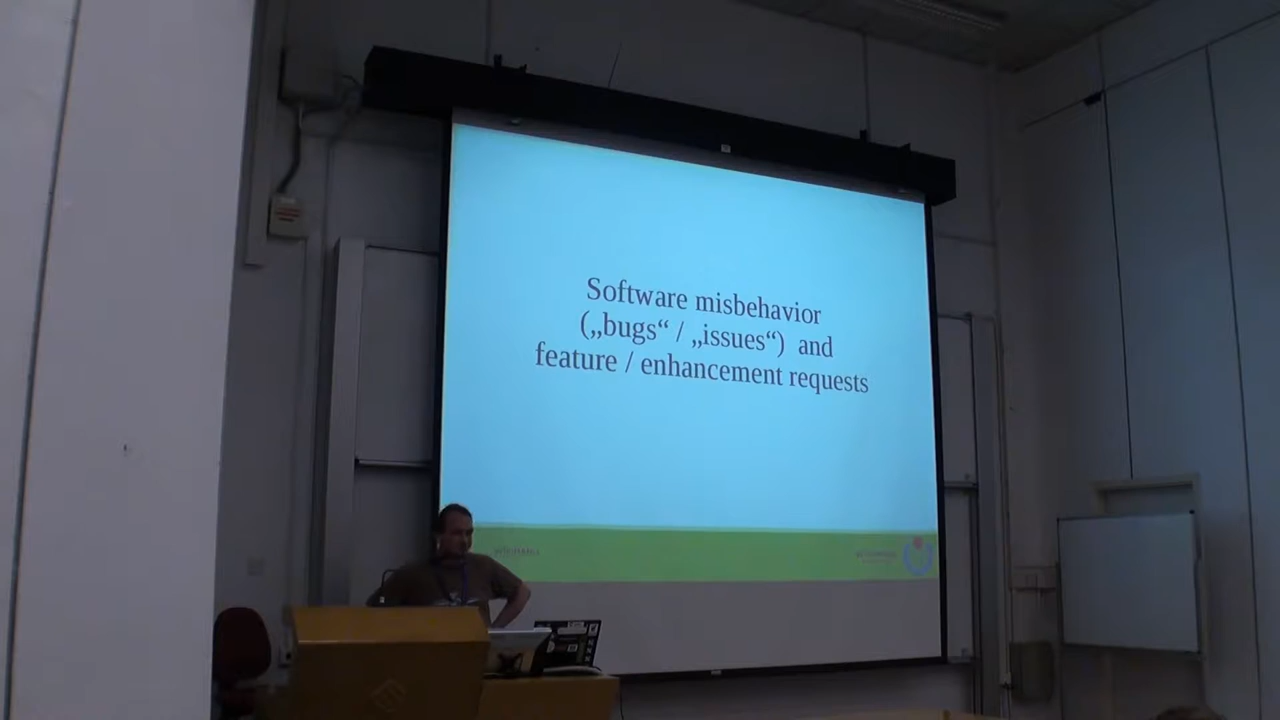 Software misbehavior
(„bugs“ / „issues“) and
feature / enhancement requests